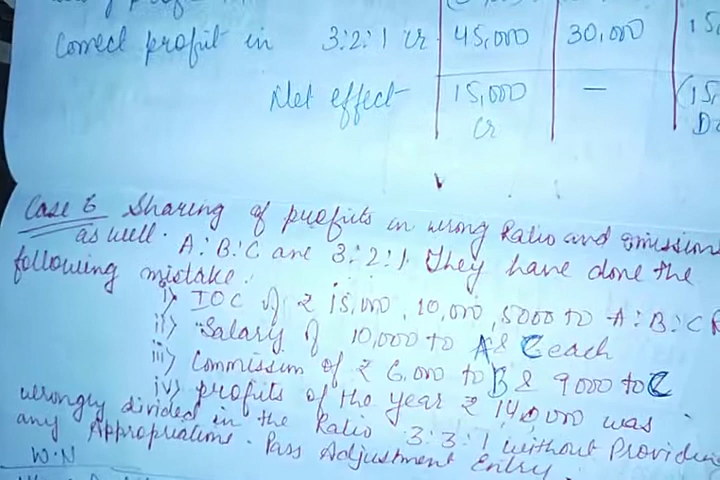 Correct profit in 3:2:1 Cr 45,000 30,000 15,
Net effect 15,000 — (15,
Cr D
Case 6 Sharing of profits in wrong Ratio and omission
as well. A:B:C are 3:2:1. They have done the
following mistake.
i) IOC of ₹ 15,000, 10,000, 5000 to A:B:C
ii) Salary of 10,000 to A & C each
iii) Commission of ₹ 6,000 to B & 9000 to C
iv) profits of the year ₹ 140,000 was
wrongly divided in the Ratio 3:3:1 without Providing
any Appropriations. Pass Adjustment Entry.
W.N